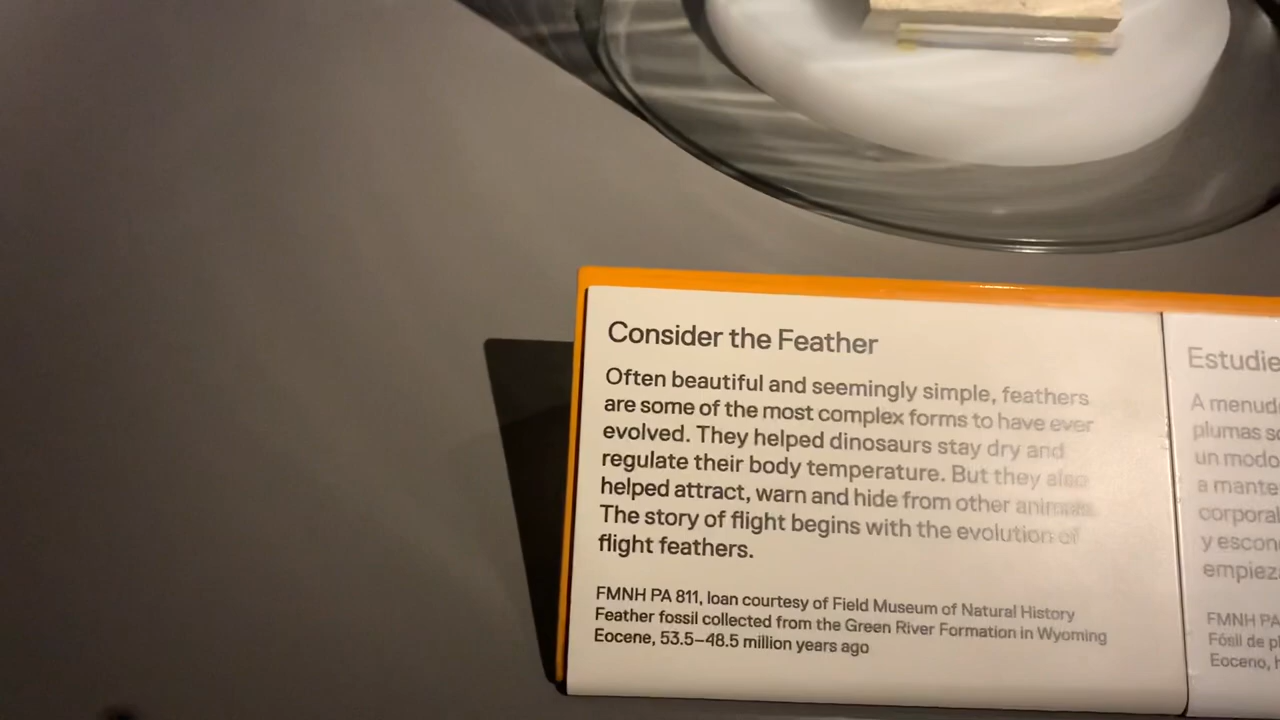 Consider the Feather
Often beautiful and seemingly simple, feathers
are some of the most complex forms to have ever
evolved. They helped dinosaurs stay dry and
regulate their body temperature. But they also
helped attract, warn and hide from other animals.
The story of flight begins with the evolution of
flight feathers.
FMNH PA 811, loan courtesy of Field Museum of Natural History
Feather fossil collected from the Green River Formation in Wyoming
Eocene, 53.5–48.5 million years ago
Estudie
A menud
plumas s
un modo
a mante
corporal
y escon
empiez
FMNH PA
Fósil de p
Eoceno, h